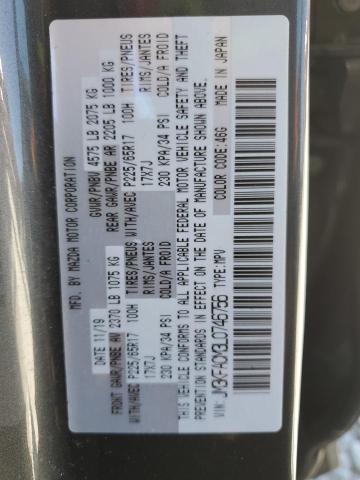 MFD. BY MAZDA MOTOR CORPORATION
DATE 11/19 GVWR/PNBV 4575 LB 2075 KG
FRONT GAWR/PNBE AV 2370 LB 1075 KG REAR GAWR/PNBE AR 2205 LB 1000 KG
TIRES/PNEUS WITH/AVEC P225/65R17 100H TIRES/PNEUS WITH/AVEC P225/65R17 100H
RIMS/JANTES 17X7J RIMS/JANTES 17X7J
COLD/A FROID 230 KPA/34 PSI COLD/A FROID 230 KPA/34 PSI
THIS VEHICLE CONFORMS TO ALL APPLICABLE FEDERAL MOTOR VEHICLE SAFETY AND THEFT
PREVENTION STANDARDS IN EFFECT ON THE DATE OF MANUFACTURE SHOWN ABOVE.
JM3KFACM3L0746756 TYPE:MPV COLOR CODE:46G MADE IN JAPAN